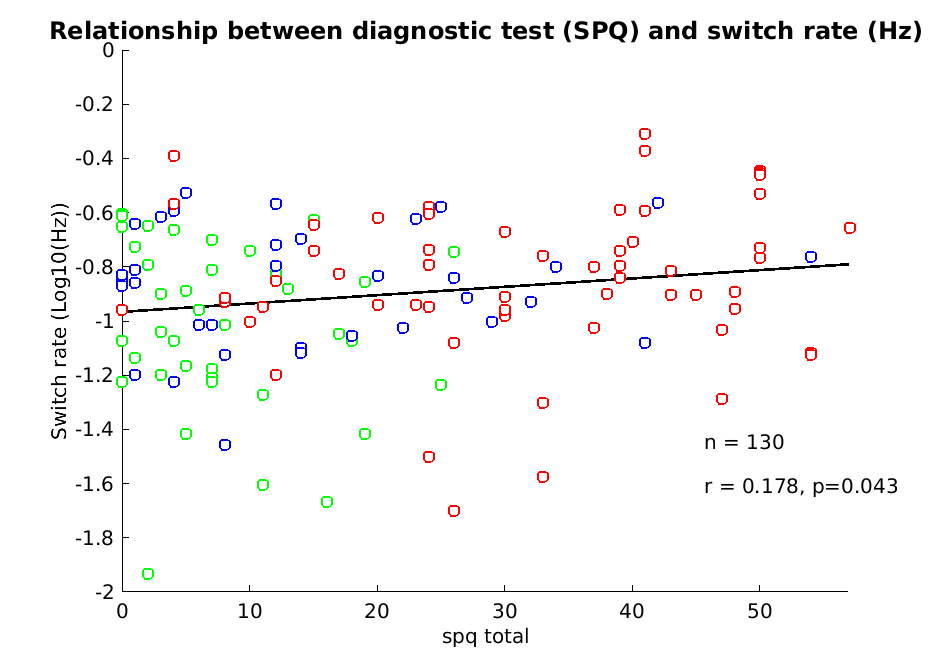 Relationship between diagnostic test (SPQ) and switch rate (Hz)
0
-0.2
-0.4
-0.6
-0.8
-1
-1.2
-1.4
-1.6
-1.8
-2
Switch rate (Log10(Hz))
n = 130
r = 0.178, p=0.043
0 10 20 30 40 50
spq total